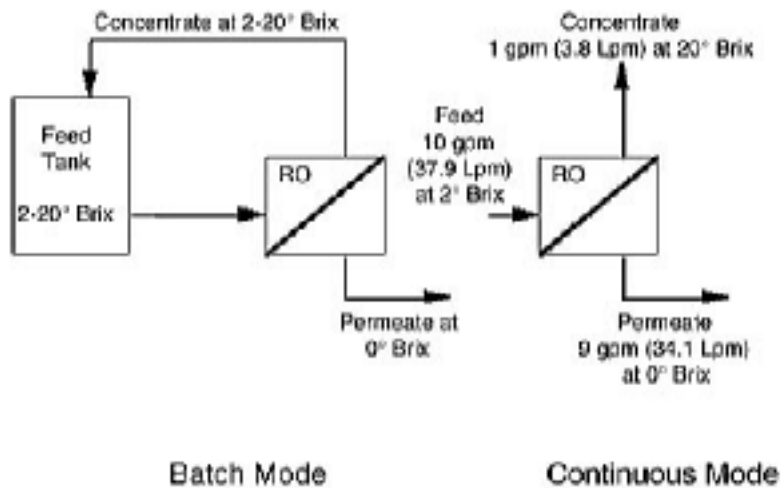 Concentrate at 2-20° Brix
Feed
Tank
2-20° Brix
RO
Permeate at
0° Brix
Batch Mode
Concentrate
1 gpm (3.8 Lpm) at 20° Brix
Feed
10 gpm
(37.9 Lpm)
at 2° Brix
RO
Permeate
9 gpm (34.1 Lpm)
at 0° Brix
Continuous Mode